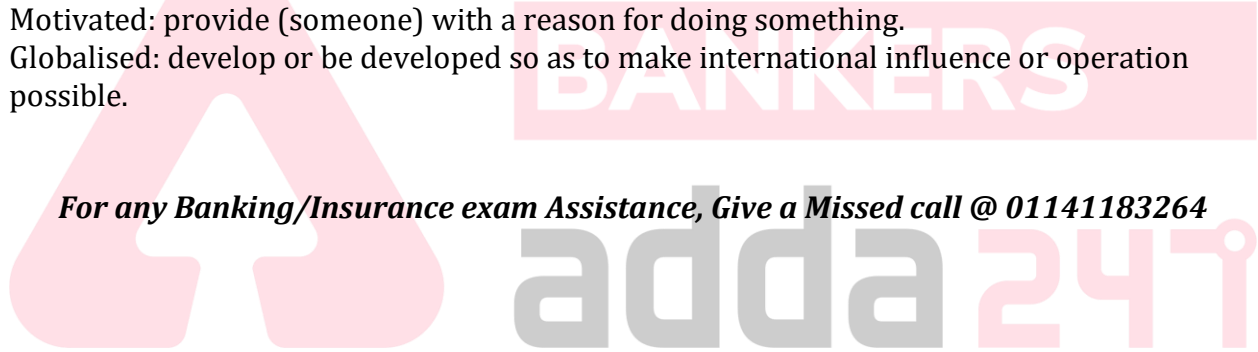 Motivated: provide (someone) with a reason for doing something.
Globalised: develop or be developed so as to make international influence or operation
possible.
BANKERS
For any Banking/Insurance exam Assistance, Give a Missed call @ 01141183264
adda 247